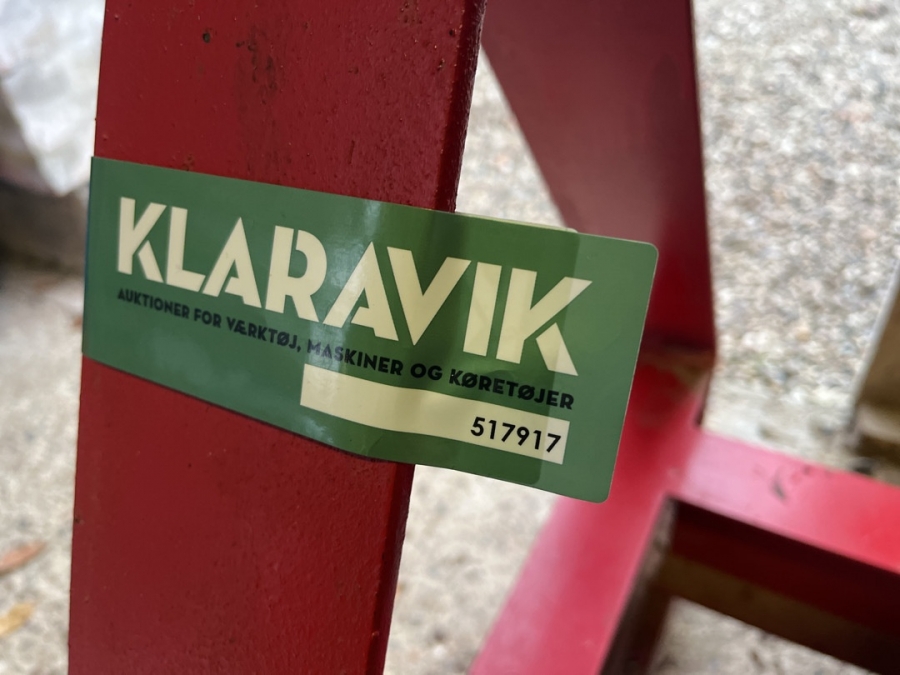 KLARAVIK
AUKTIONER FOR VÆRKTØJ, MASKINER OG KØRETØJER
517917